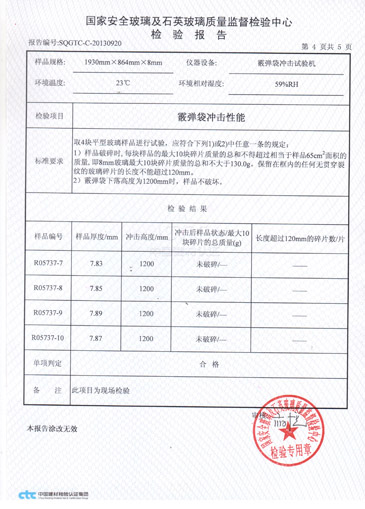 国家安全玻璃及石英玻璃质量监督检验中心
检 验 报 告
报告编号:SQGTC-C-20130920
第 4 页共 5 页
样品规格: 1930mm×864mm×8mm 仪器设备: 霰弹袋冲击试验机
环境温度: 23℃ 环境相对湿度: 59%RH
检验项目 霰弹袋冲击性能
标准要求
取4块平型玻璃样品进行试验,应符合下列1)或2)中任意一条的规定:
1)样品破碎时,每块样品的最大10块碎片质量的总和不得超过相当于样品65cm²面积的
质量,即8mm玻璃最大10块碎片质量的总和不大于130.0g。保留在框内的任何无贯穿裂
纹的玻璃碎片的长度不能超过120mm。
2)霰弹袋下落高度为1200mm时,样品不破坏。
检 验 结 果
样品编号 样品厚度/mm 冲击高度/mm 冲击后样品状态/最大10块碎片的总质量(g) 长度超过120mm的碎片数/片
R05737-7 7.83 1200 未破碎/— ——
R05737-8 7.85 1200 未破碎/— ——
R05737-9 7.89 1200 未破碎/— ——
R05737-10 7.87 1200 未破碎/— ——
单项判定 合 格
备 注 此项目为现场检验
国家安全玻璃及石英玻璃质量监督检验中心
检验专用章
本报告涂改无效
ctc 中国建材检验认证集团